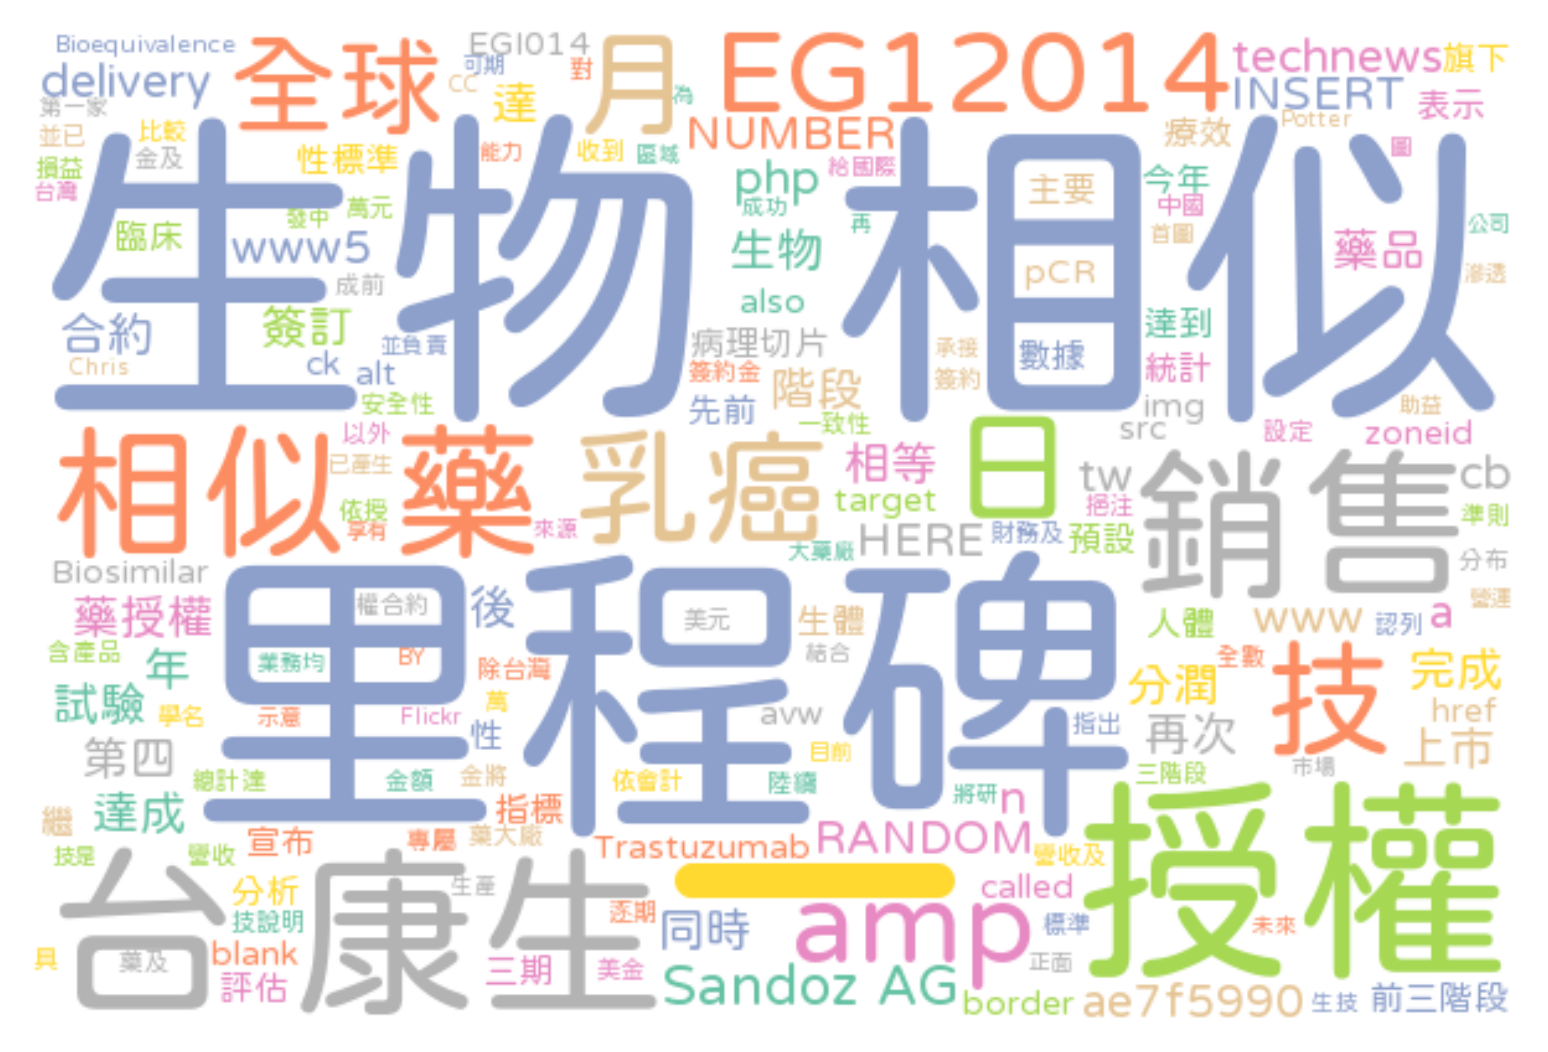 Bioequivalence
EGI014
EG12014
technews
旗下
delivery
全球
可期
CC
對
月
為
INSERT
表示
第一家
達
NUMBER
療效
Potter
並已
比較
金及
性標準
能力
收到
區域
php
給國際
主要
今年
圖
損益
台灣
生物相似
發中
萬元
成功
再
中國
公司
臨床
www5
生物
首圖
藥品
成前
pCR
滲透
also
合約
簽訂
並負責
病理切片
承接
數據
達到
Chris
ck
alt
簽約金
階段
簽約
統計
安全性
先前
一致性
img
助益
src
設定
zoneid
相似藥
以外
已產生
乳癌
相等
日
tw
銷售
cb
依授
享有
來源
target
挹注
準則
大藥廠
HERE
財務及
預設
分布
Biosimilar
里程碑
權合約
後
美元
生體
人體
www
認列
a
營運
藥授權
含產品
年
業務均
BY
除台灣
結合
分潤
全數
技
完成
試驗
學名
示意
Flickr
萬
性
avw
指出
再次
href
第四
目前
上市
總計達
金額
金將
依會計
陸續
三階段
市場
繼
達成
指標
將研
n
授權
宣布
專屬
藥大廠
Trastuzumab
RANDOM
營收及
技是
營收
台康生
一
分析
生產
called
技說明
逐期
同時
amp
標準
未來
具
藥及
blank
三期
美金
正面
評估
Sandoz AG
border
ae7f5990
生技
前三階段